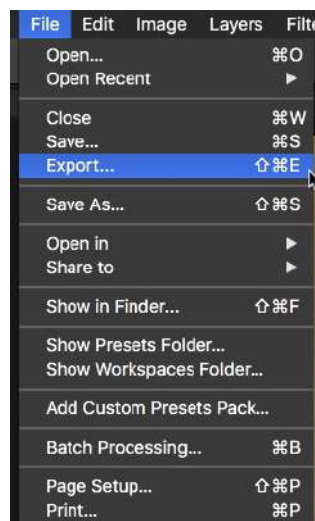 File Edit Image Layers Filte
Open... ⌘O
Open Recent ▶
Close ⌘W
Save... ⌘S
Export... ⇧⌘E
Save As... ⇧⌘S
Open in ▶
Share to ▶
Show in Finder... ⇧⌘F
Show Presets Folder...
Show Workspaces Folder...
Add Custom Presets Pack...
Batch Processing... ⌘B
Page Setup... ⇧⌘P
Print... ⌘P